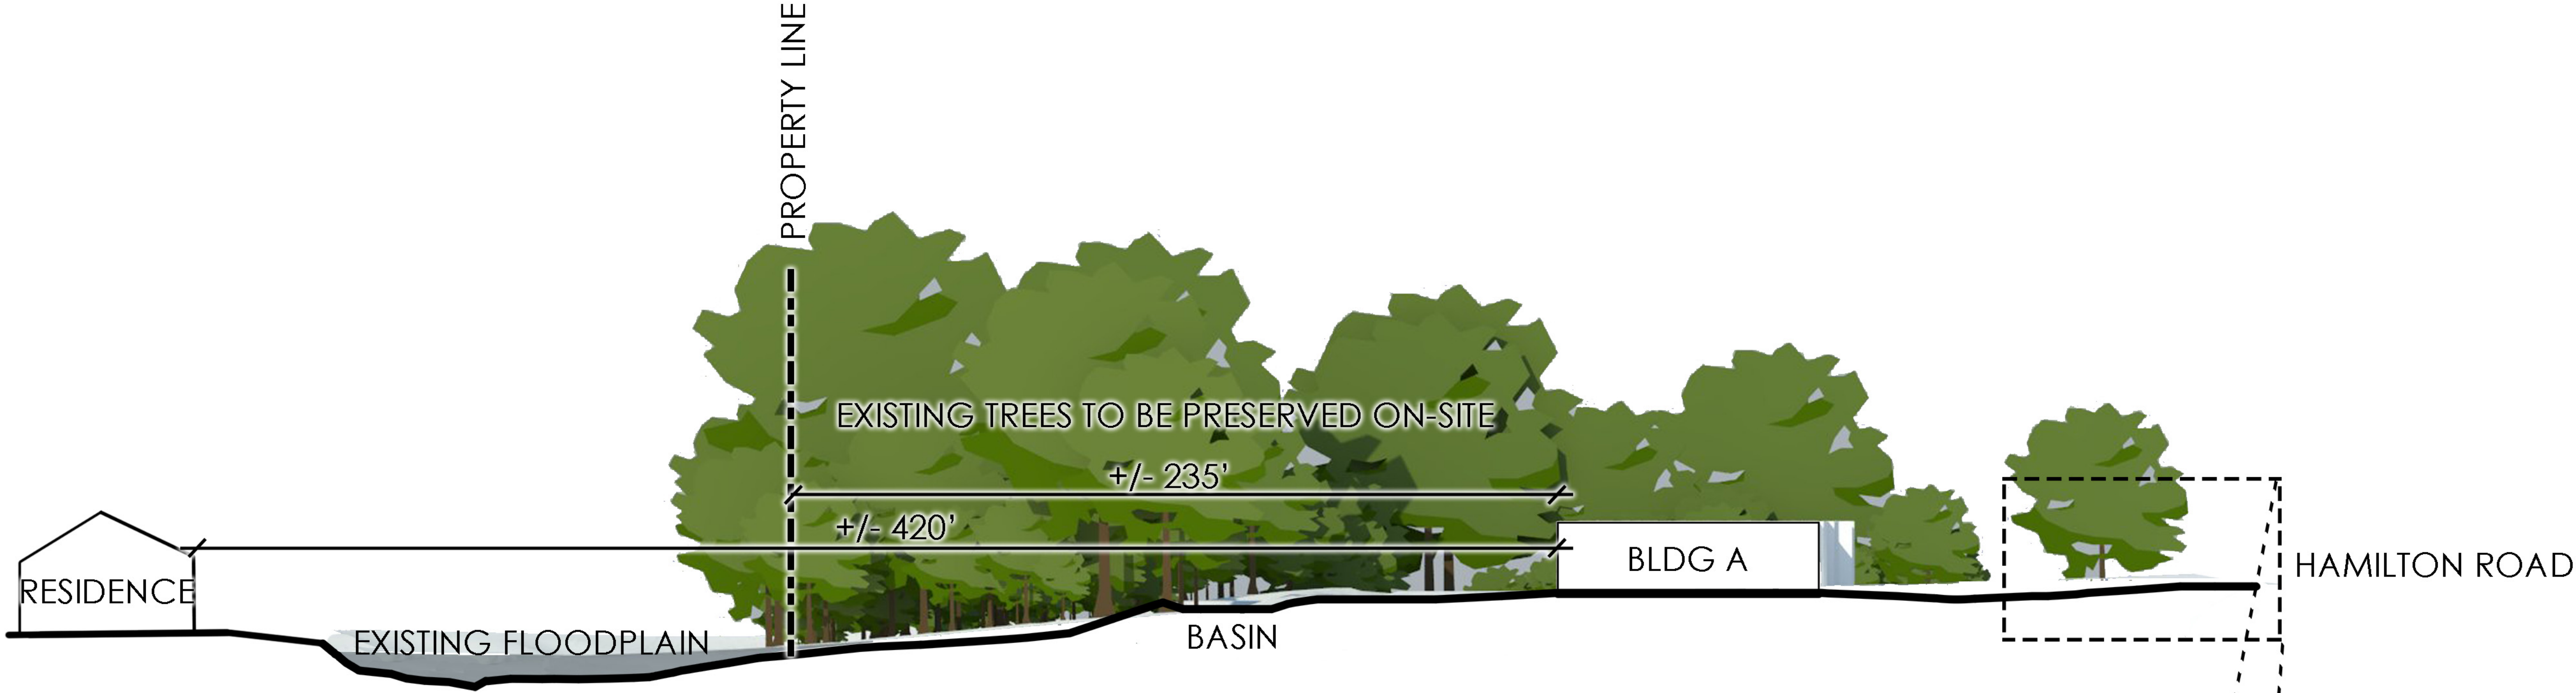 PROPERTY LINE
EXISTING TREES TO BE PRESERVED ON-SITE
+/- 235’
+/- 420’
RESIDENCE
BLDG A
HAMILTON ROAD
EXISTING FLOODPLAIN
BASIN